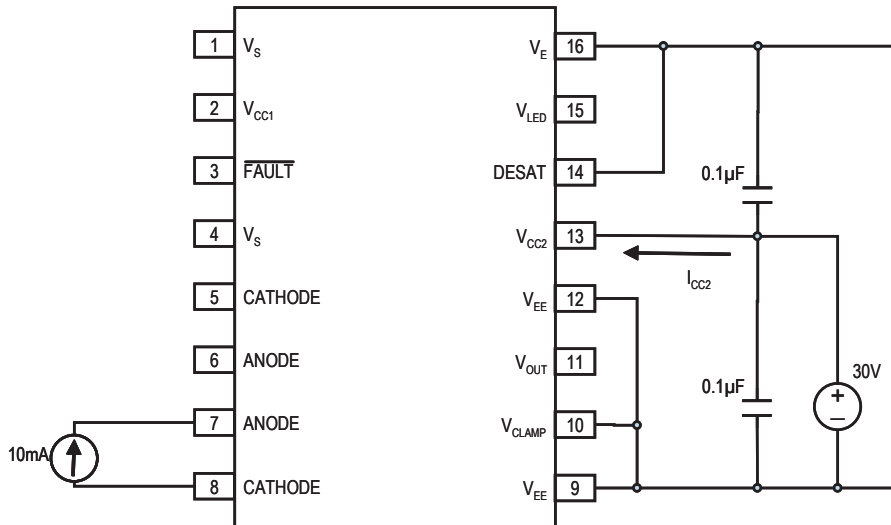 1 V_S
2 V_CC1
3 FAULT
4 V_S
5 CATHODE
6 ANODE
7 ANODE
8 CATHODE
10mA
V_E 16
V_LED 15
DESAT 14
V_CC2 13
V_EE 12
V_OUT 11
V_CLAMP 10
V_EE 9
0.1µF
I_CC2
0.1µF
30V
+
–